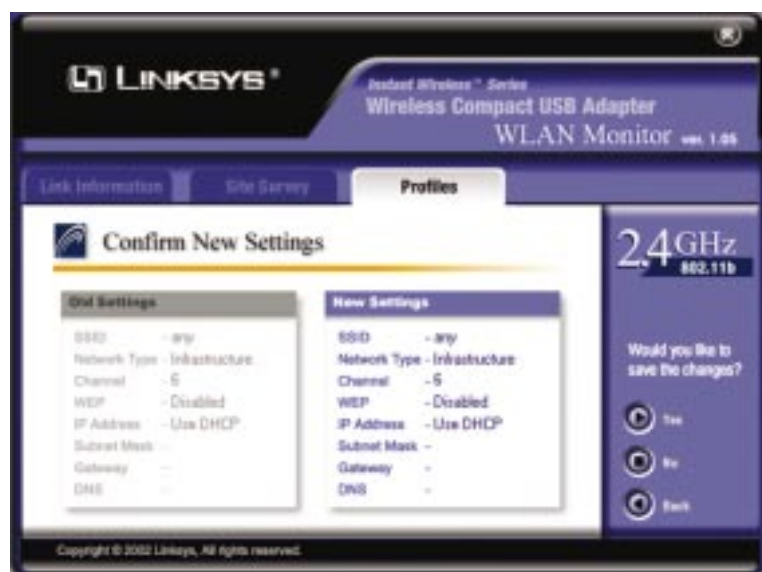 LINKSYS®
Instant Wireless™ Series
Wireless Compact USB Adapter
WLAN Monitor ver. 1.05
Link Information
Site Survey
Profiles
Confirm New Settings
2.4GHz
802.11b
Old Settings
SSID - any
Network Type - Infrastructure
Channel - 6
WEP - Disabled
IP Address - Use DHCP
Subnet Mask -
Gateway -
DNS -
New Settings
SSID - any
Network Type - Infrastructure
Channel - 6
WEP - Disabled
IP Address - Use DHCP
Subnet Mask -
Gateway -
DNS -
Would you like to
save the changes?
Yes
No
Back
Copyright © 2002 Linksys, All rights reserved.